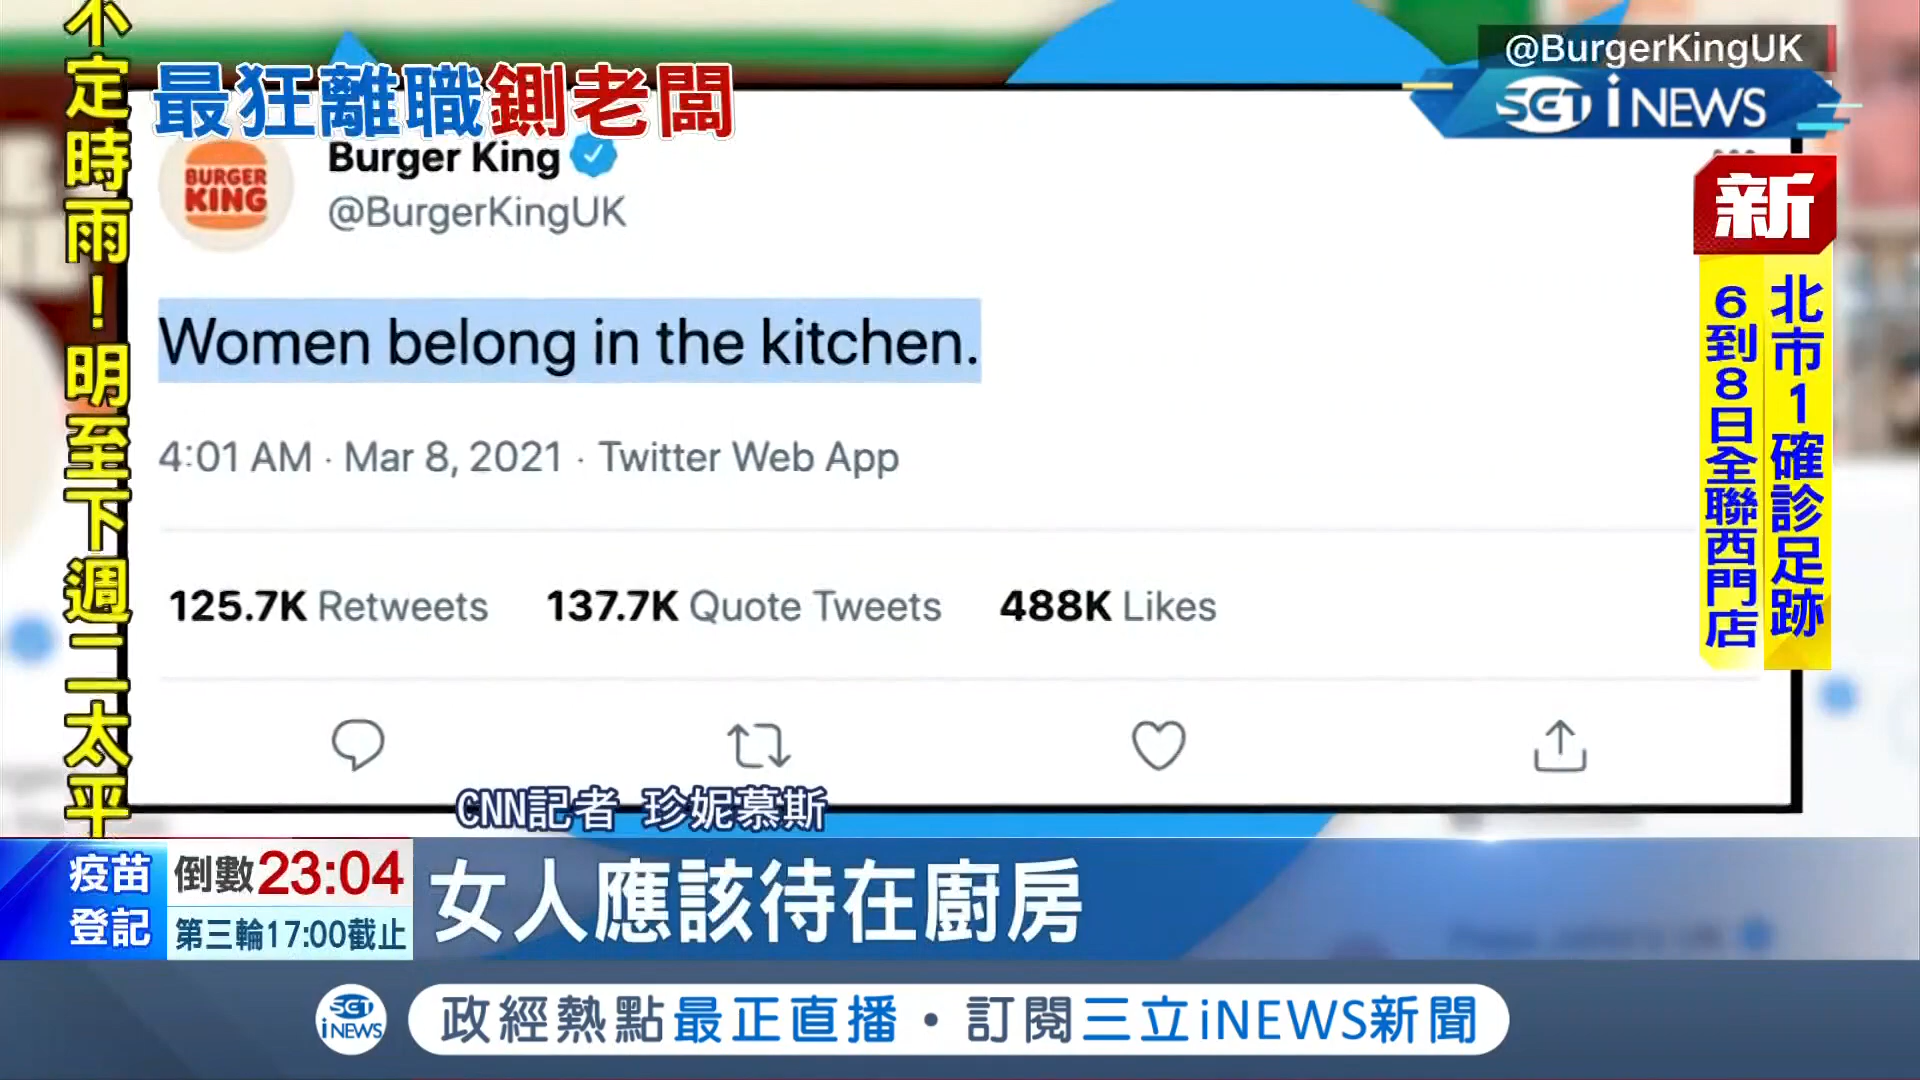 不定時雨！明至下週二太平
最狂離職鍘老闆
@BurgerKingUK
SET iNEWS
BURGER
KING
Burger King
@BurgerKingUK
新
北市1確診足跡
6到8日全聯西門店
Women belong in the kitchen.
4:01 AM · Mar 8, 2021 · Twitter Web App
125.7K Retweets 137.7K Quote Tweets 488K Likes
CNN記者 珍妮慕斯
疫苗
登記
倒數23:04
第三輪17:00截止
女人應該待在廚房
SET
iNEWS
政經熱點最正直播・訂閱三立iNEWS新聞